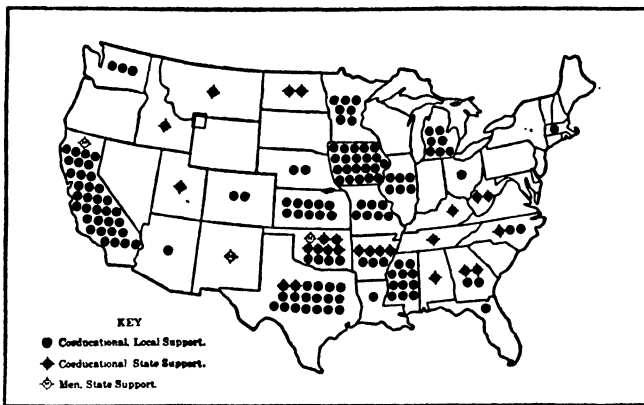 KEY
Coeducational, Local Support.
Coeducational State Support.
Men, State Support.